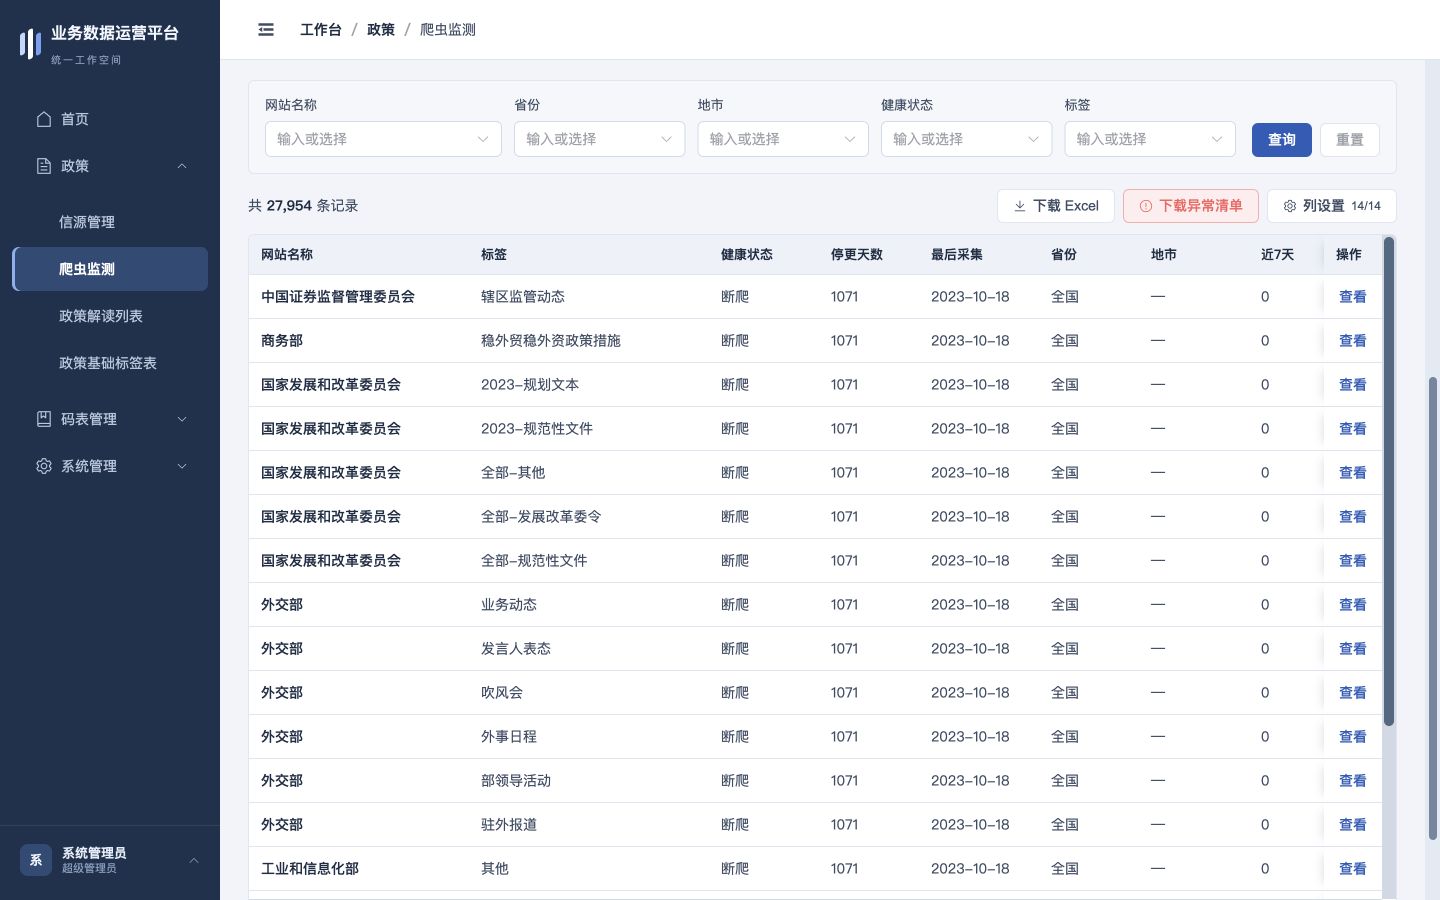 业务数据运营平台
统一工作空间
首页
政策
信源管理
爬虫监测
政策解读列表
政策基础标签表
码表管理
系统管理
系
系统管理员
超级管理员
工作台 / 政策 / 爬虫监测
网站名称 省份 地市 健康状态 标签
输入或选择 输入或选择 输入或选择 输入或选择 输入或选择 查询 重置
共 27,954 条记录 下载 Excel 下载异常清单 列设置 14/14
网站名称 标签 健康状态 停更天数 最后采集 省份 地市 近7天 操作
中国证券监督管理委员会 辖区监管动态 断爬 1071 2023-10-18 全国 — 0 查看
商务部 稳外贸稳外资政策措施 断爬 1071 2023-10-18 全国 — 0 查看
国家发展和改革委员会 2023-规划文本 断爬 1071 2023-10-18 全国 — 0 查看
国家发展和改革委员会 2023-规范性文件 断爬 1071 2023-10-18 全国 — 0 查看
国家发展和改革委员会 全部-其他 断爬 1071 2023-10-18 全国 — 0 查看
国家发展和改革委员会 全部-发展改革委令 断爬 1071 2023-10-18 全国 — 0 查看
国家发展和改革委员会 全部-规范性文件 断爬 1071 2023-10-18 全国 — 0 查看
外交部 业务动态 断爬 1071 2023-10-18 全国 — 0 查看
外交部 发言人表态 断爬 1071 2023-10-18 全国 — 0 查看
外交部 吹风会 断爬 1071 2023-10-18 全国 — 0 查看
外交部 外事日程 断爬 1071 2023-10-18 全国 — 0 查看
外交部 部领导活动 断爬 1071 2023-10-18 全国 — 0 查看
外交部 驻外报道 断爬 1071 2023-10-18 全国 — 0 查看
工业和信息化部 其他 断爬 1071 2023-10-18 全国 — 0 查看